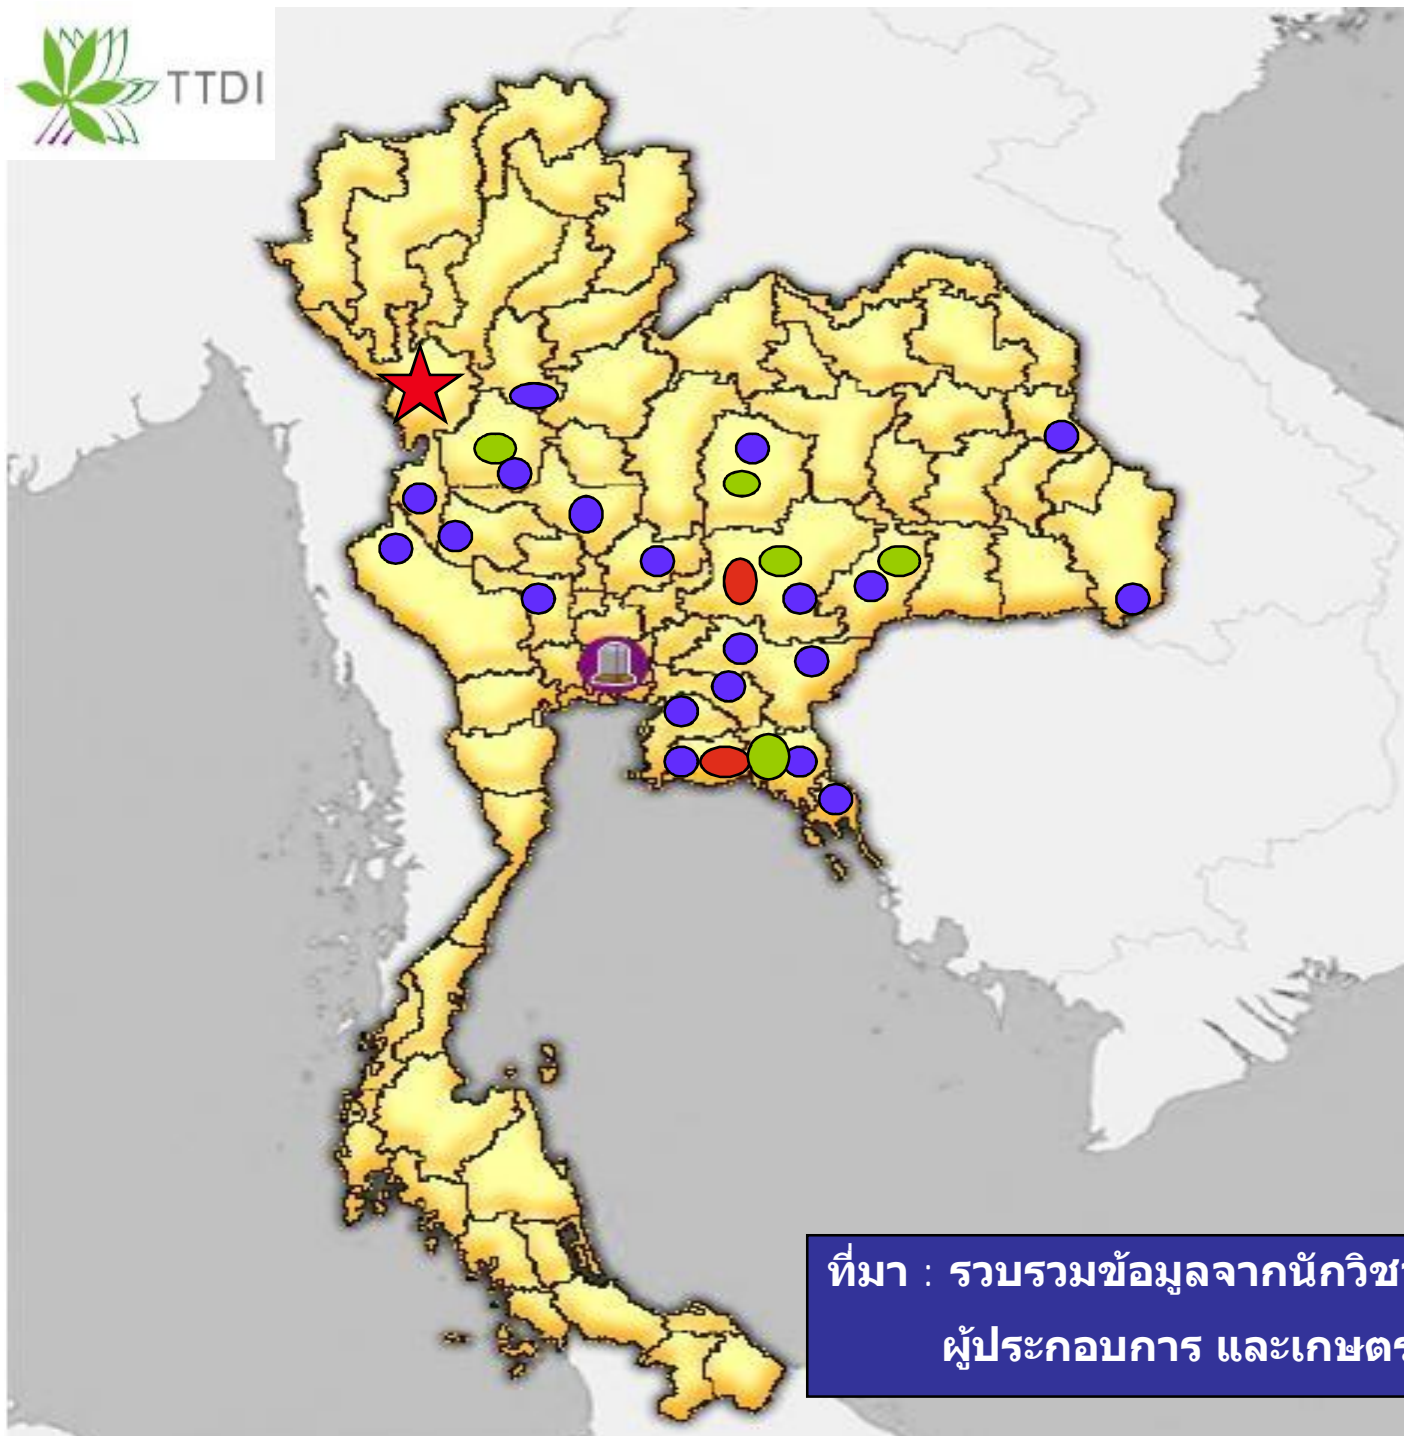 TTDI
ที่มา : รวบรวมข้อมูลจากนักวิชา
ผู้ประกอบการ และเกษตร